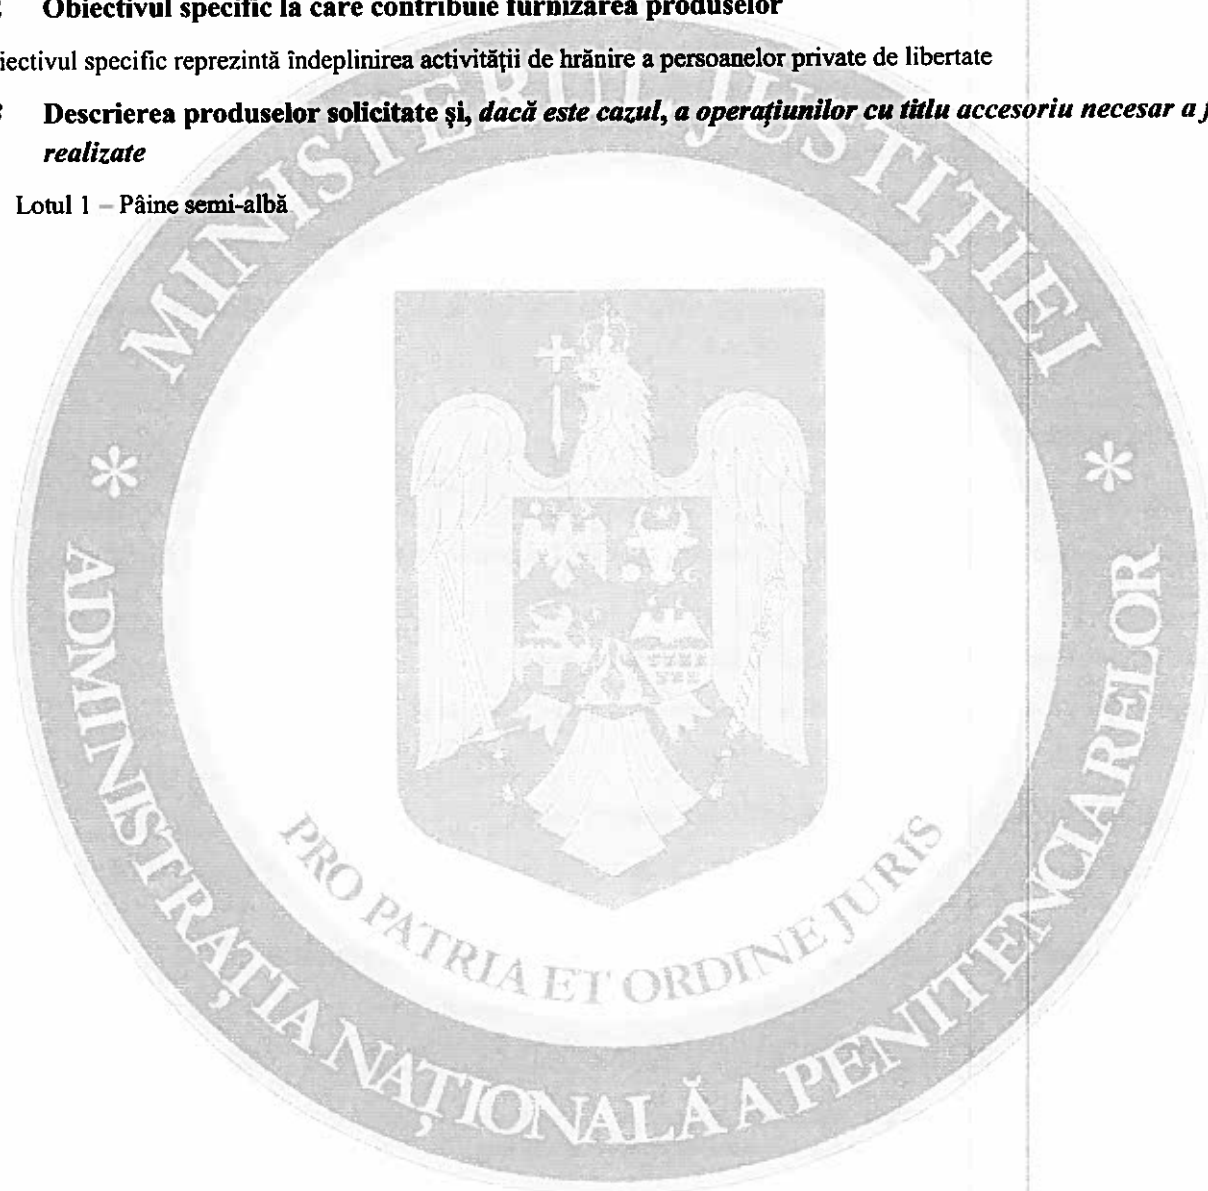 Obiectivul specific la care contribuie furnizarea produselor
iectivul specific reprezintă îndeplinirea activității de hrănire a persoanelor private de libertate
Descrierea produselor solicitate și, dacă este cazul, a operațiunilor cu titlu accesoriu necesar a f
realizate
Lotul 1 – Pâine semi-albă
MINISTERUL JUSTIȚIEI
* ADMINISTRAȚIA NAȚIONALĂ A PENITENCIARELOR *
PRO PATRIA ET ORDINE JURIS